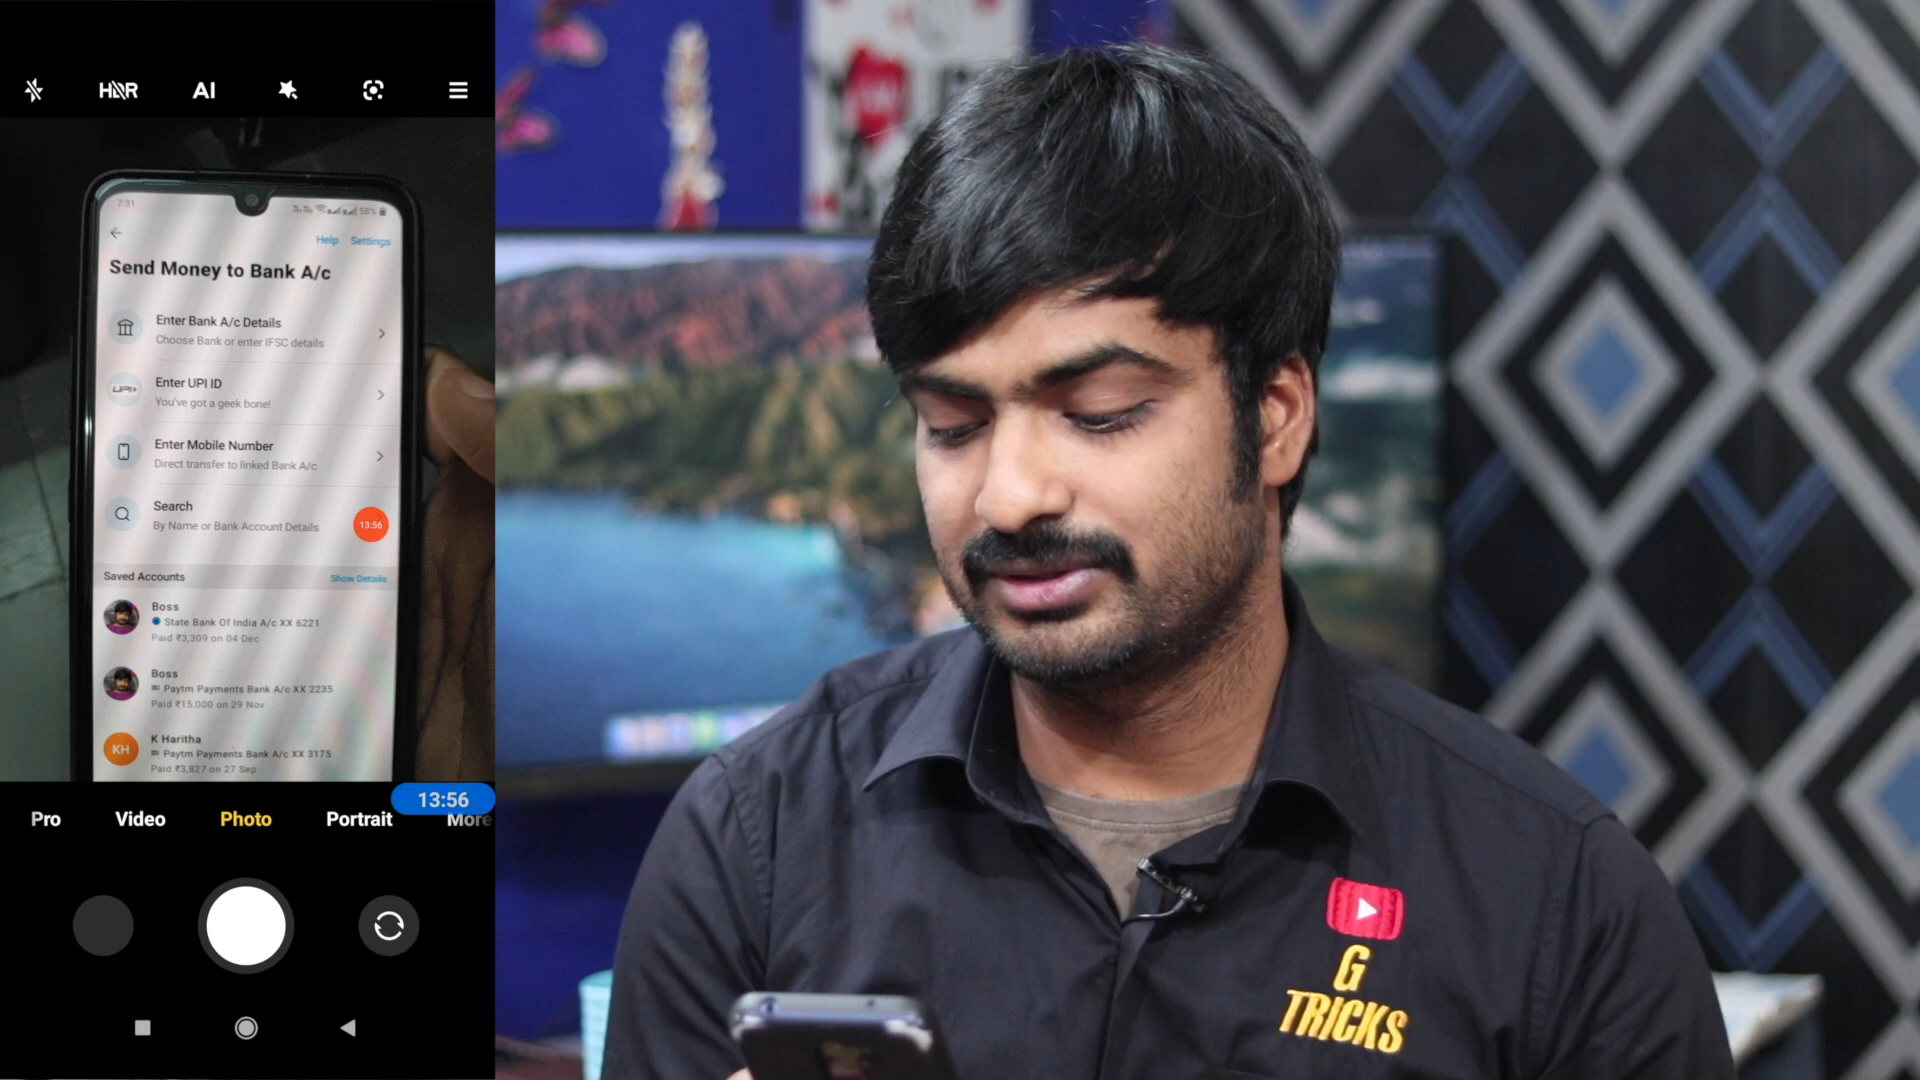 HDR
AI
7:31
58%
Help Settings
Send Money to Bank A/c
Enter Bank A/c Details
Choose Bank or enter IFSC details
UPI
Enter UPI ID
You've got a geek bone!
Enter Mobile Number
Direct transfer to linked Bank A/c
Search
By Name or Bank Account Details
13:56
Saved Accounts Show Details
Boss
State Bank Of India A/c XX 6221
Paid ₹3,309 on 04 Dec
Boss
Paytm Payments Bank A/c XX 2235
Paid ₹15,000 on 29 Nov
KH
K Haritha
Paytm Payments Bank A/c XX 3175
Paid ₹3,827 on 27 Sep
13:56
Pro Video Photo Portrait More
G
TRICKS